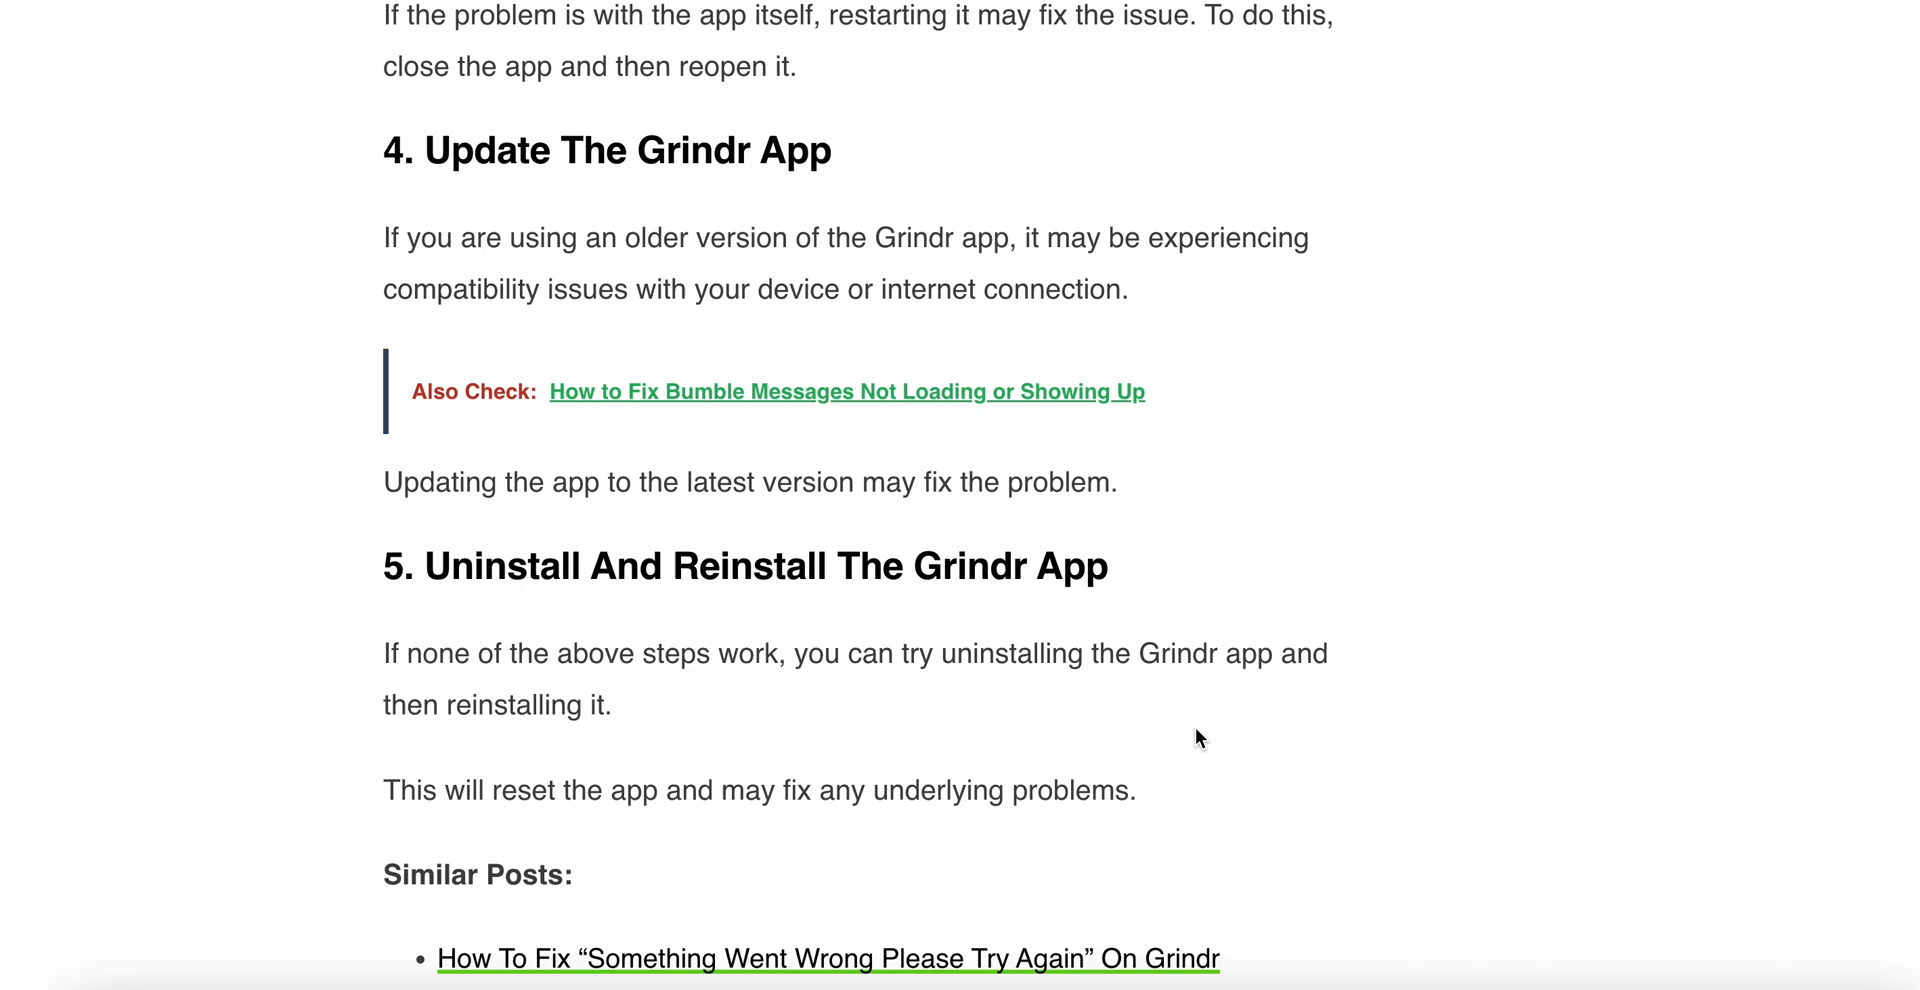 If the problem is with the app itself, restarting it may fix the issue. To do this,
close the app and then reopen it.
4. Update The Grindr App
If you are using an older version of the Grindr app, it may be experiencing
compatibility issues with your device or internet connection.
Also Check: How to Fix Bumble Messages Not Loading or Showing Up
Updating the app to the latest version may fix the problem.
5. Uninstall And Reinstall The Grindr App
If none of the above steps work, you can try uninstalling the Grindr app and
then reinstalling it.
This will reset the app and may fix any underlying problems.
Similar Posts:
• How To Fix “Something Went Wrong Please Try Again” On Grindr